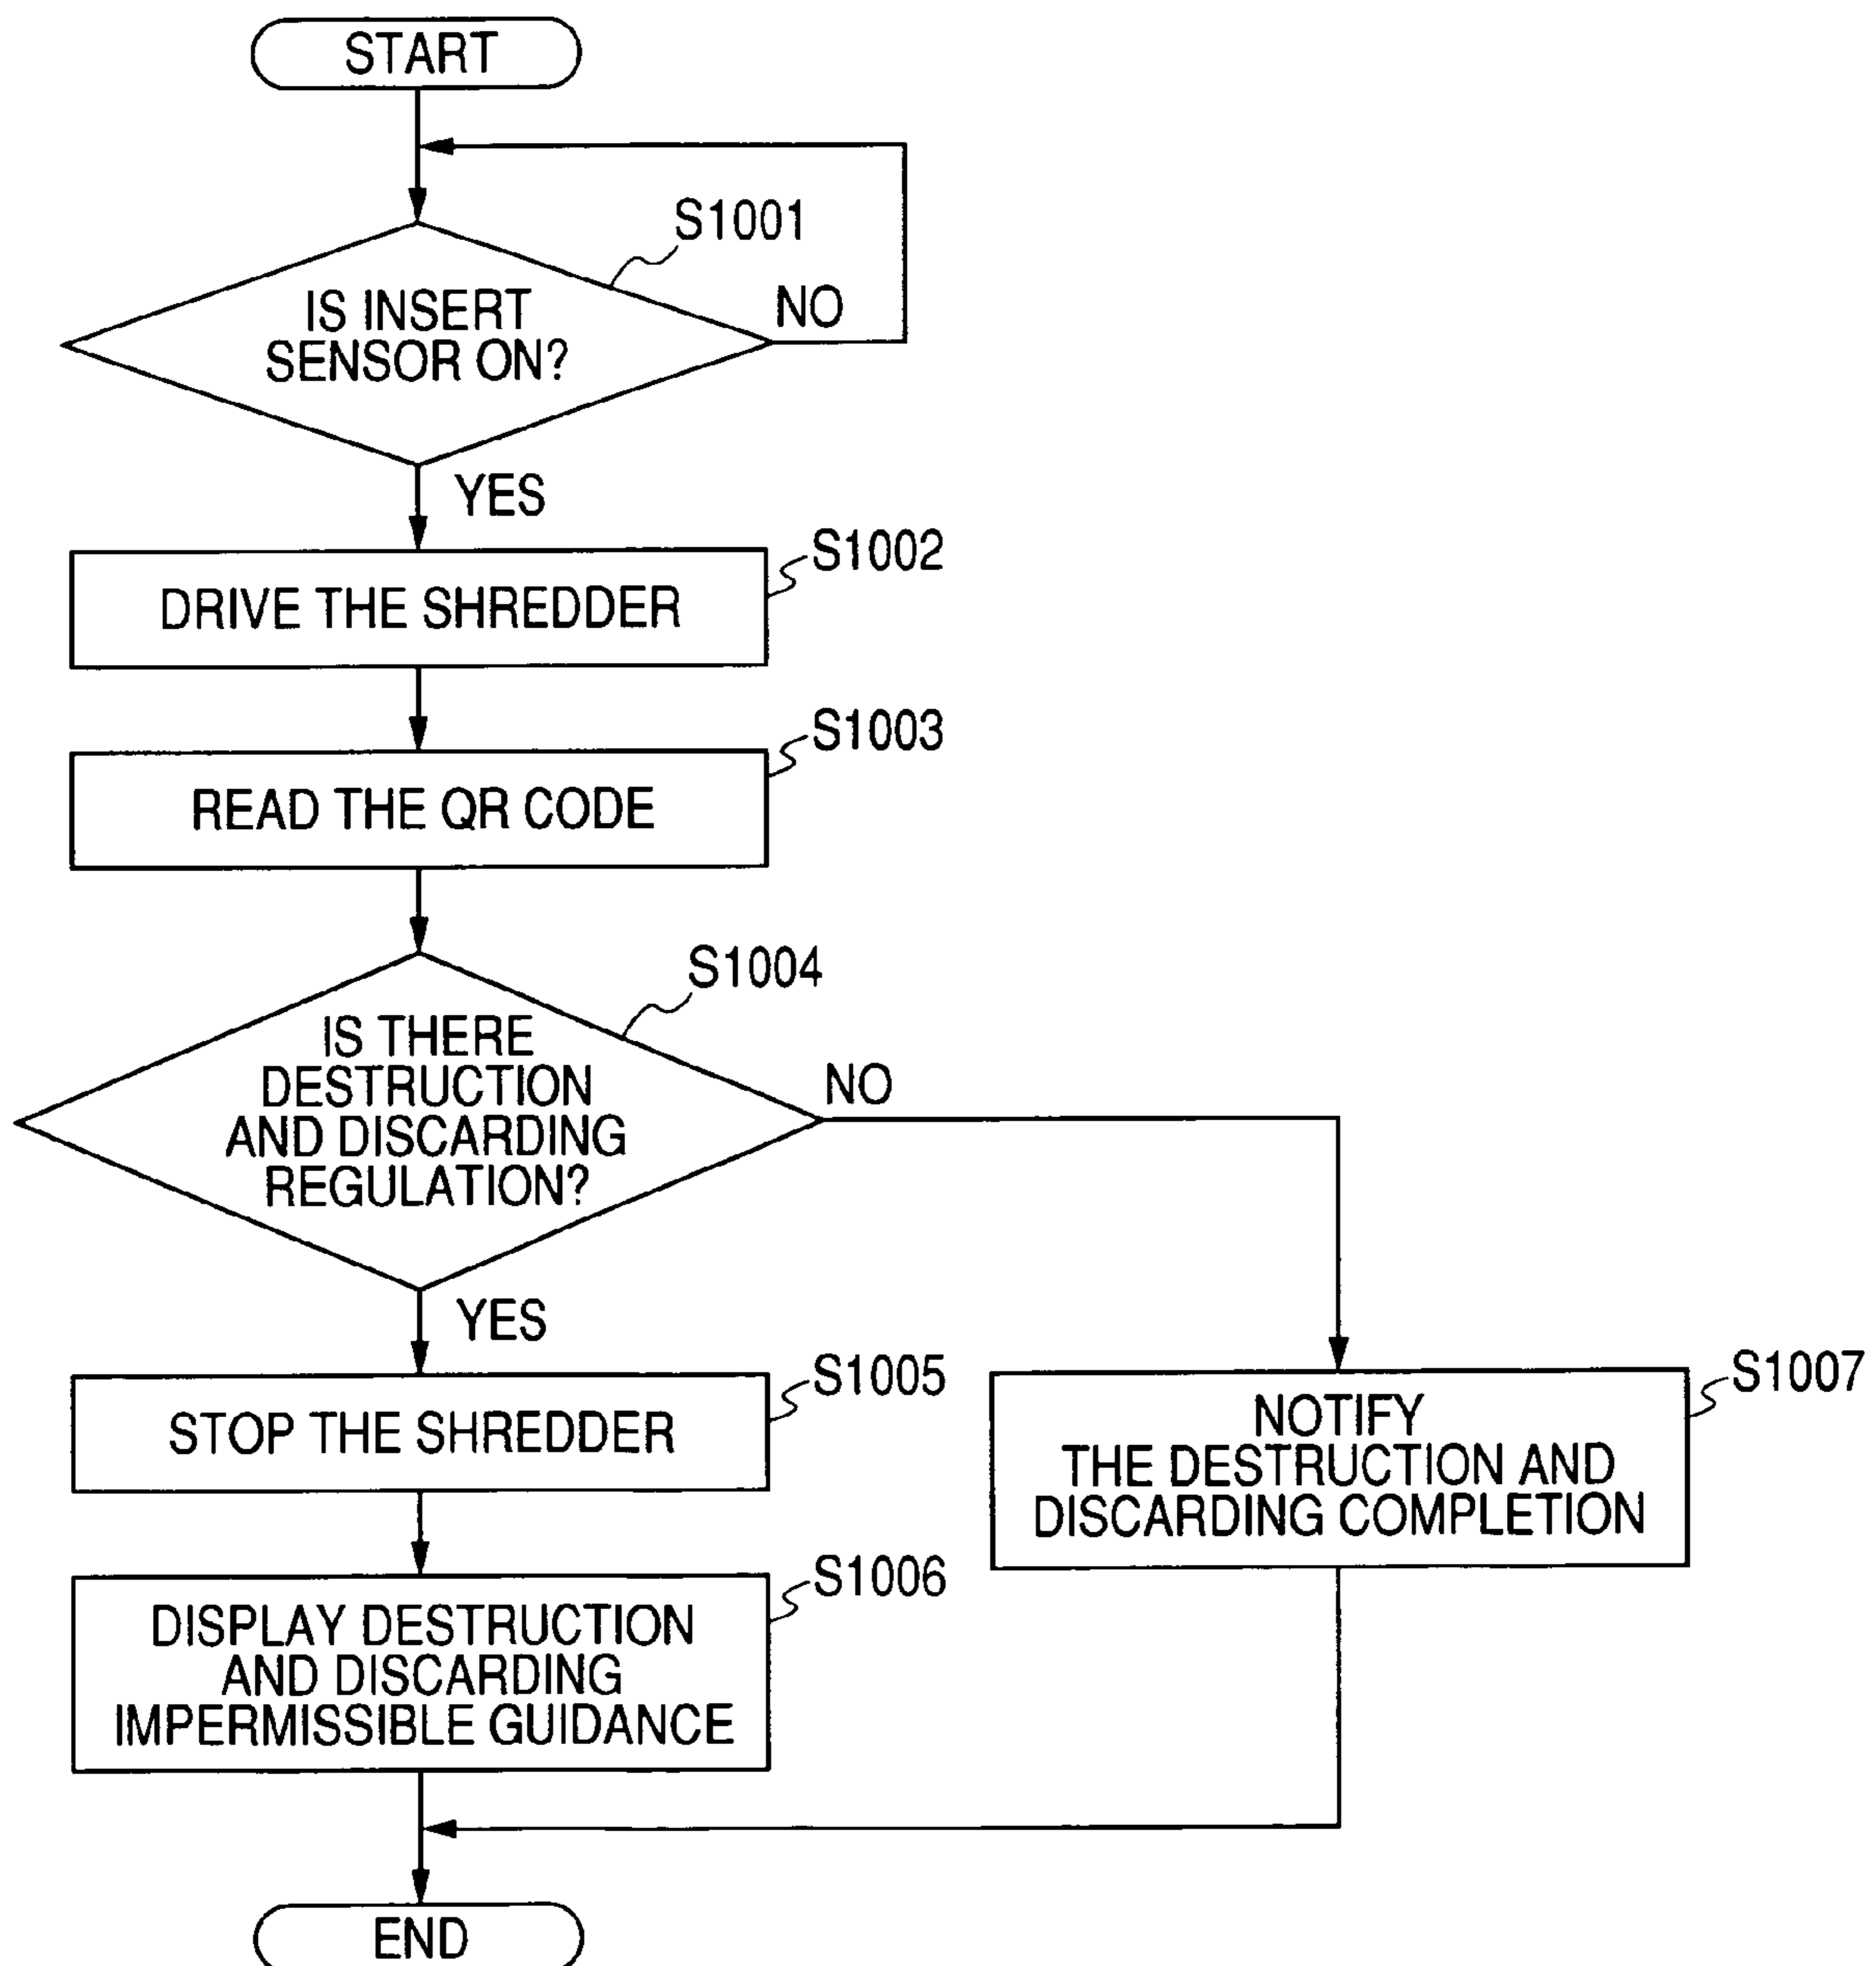 START
S1001
IS INSERT
SENSOR ON?
NO
YES
S1002
DRIVE THE SHREDDER
S1003
READ THE QR CODE
S1004
IS THERE
DESTRUCTION
AND DISCARDING
REGULATION?
NO
YES
S1005
STOP THE SHREDDER
S1007
NOTIFY
THE DESTRUCTION AND
DISCARDING COMPLETION
S1006
DISPLAY DESTRUCTION
AND DISCARDING
IMPERMISSIBLE GUIDANCE
END